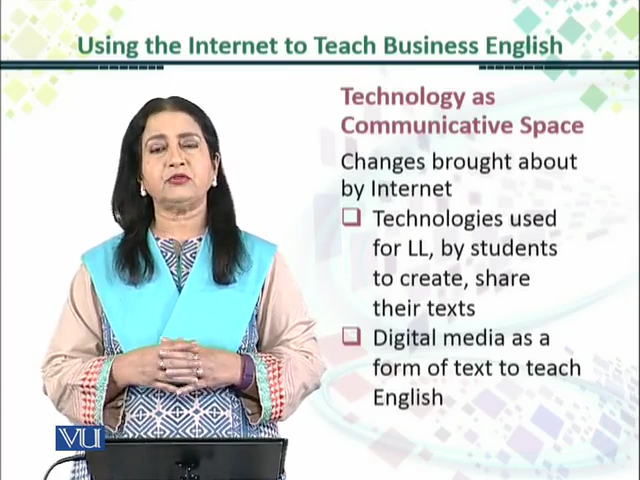 Using the Internet to Teach Business English
Technology as
Communicative Space
Changes brought about
by Internet
Technologies used
for LL, by students
to create, share
their texts
Digital media as a
form of text to teach
English
VU